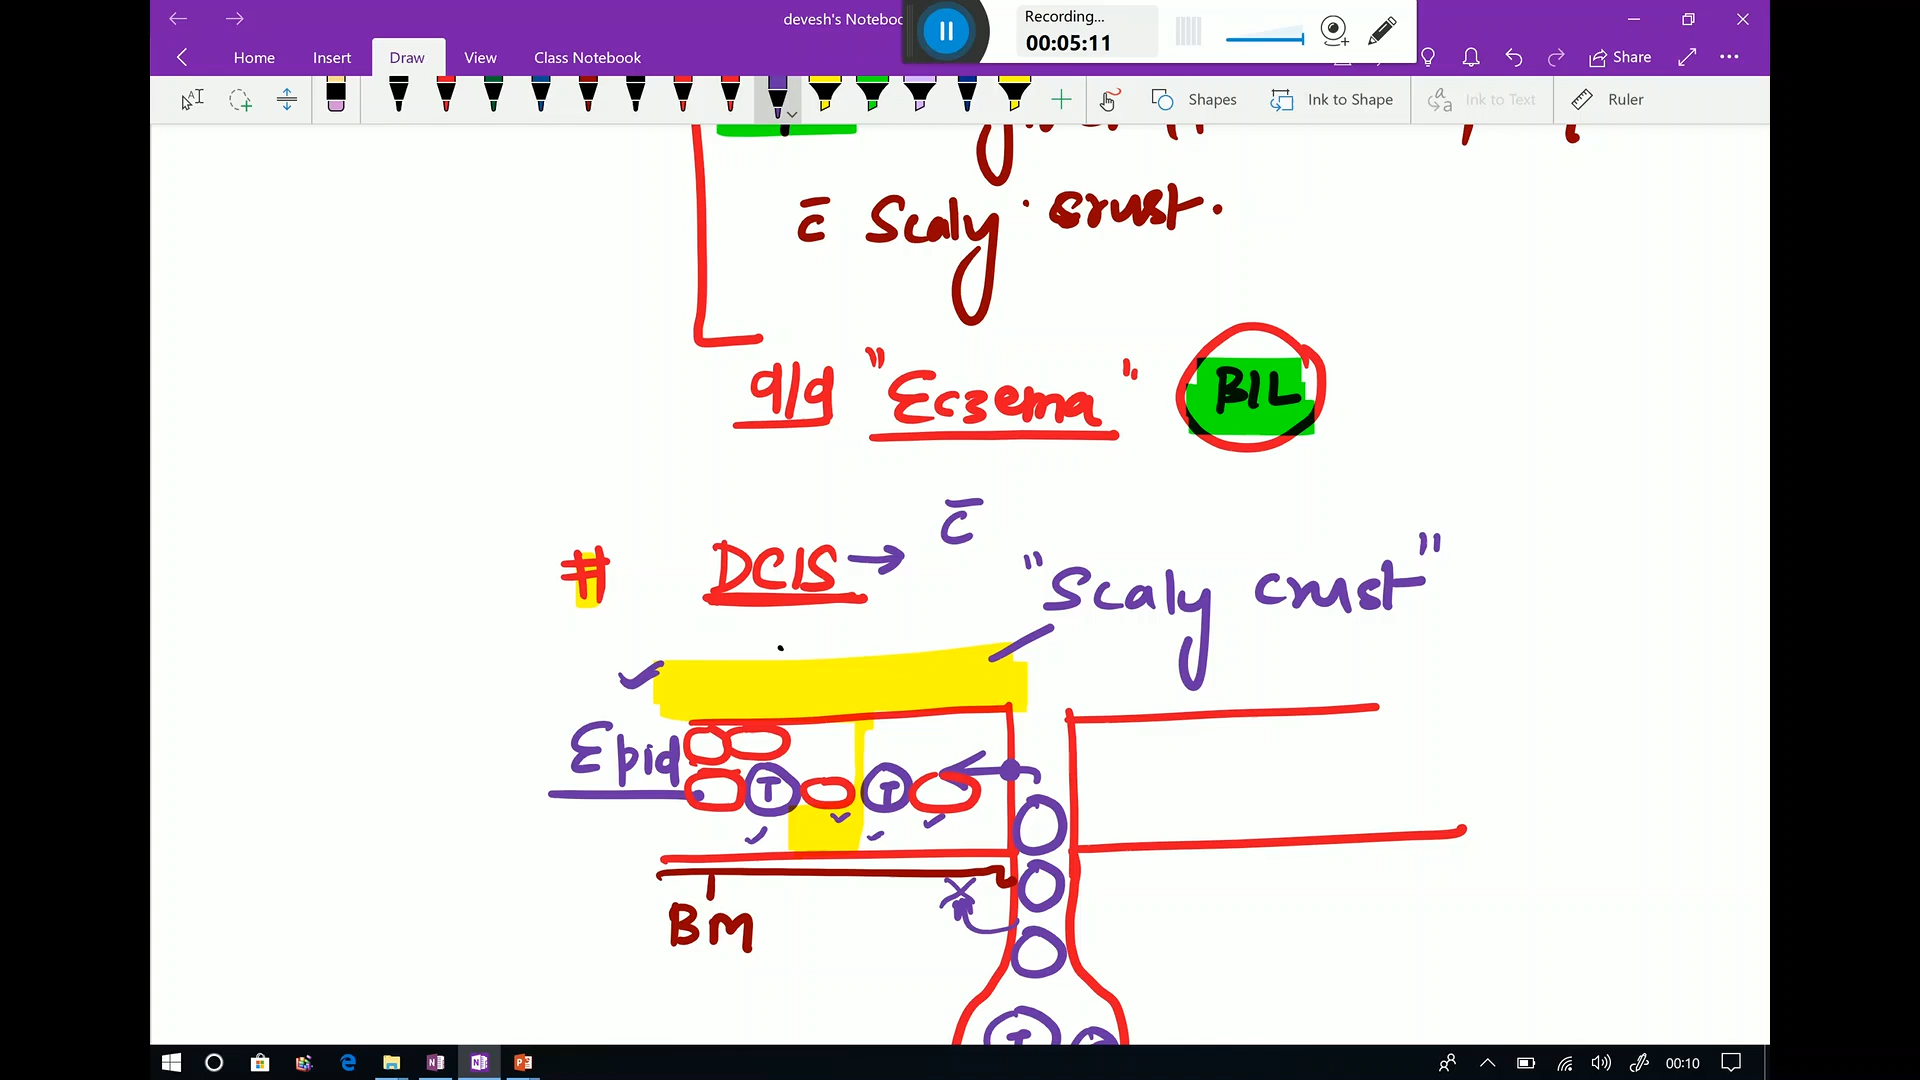 devesh's Notebo
Recording...
00:05:11
Home
Insert
Draw
View
Class Notebook
Share
Shapes
Ink to Shape
Ink to Text
Ruler
c̄ Scaly crust.
"Eczema"
BIL
# DCIS → c̄
"Scaly crust"
Epid
T
T
BM
T
00:10